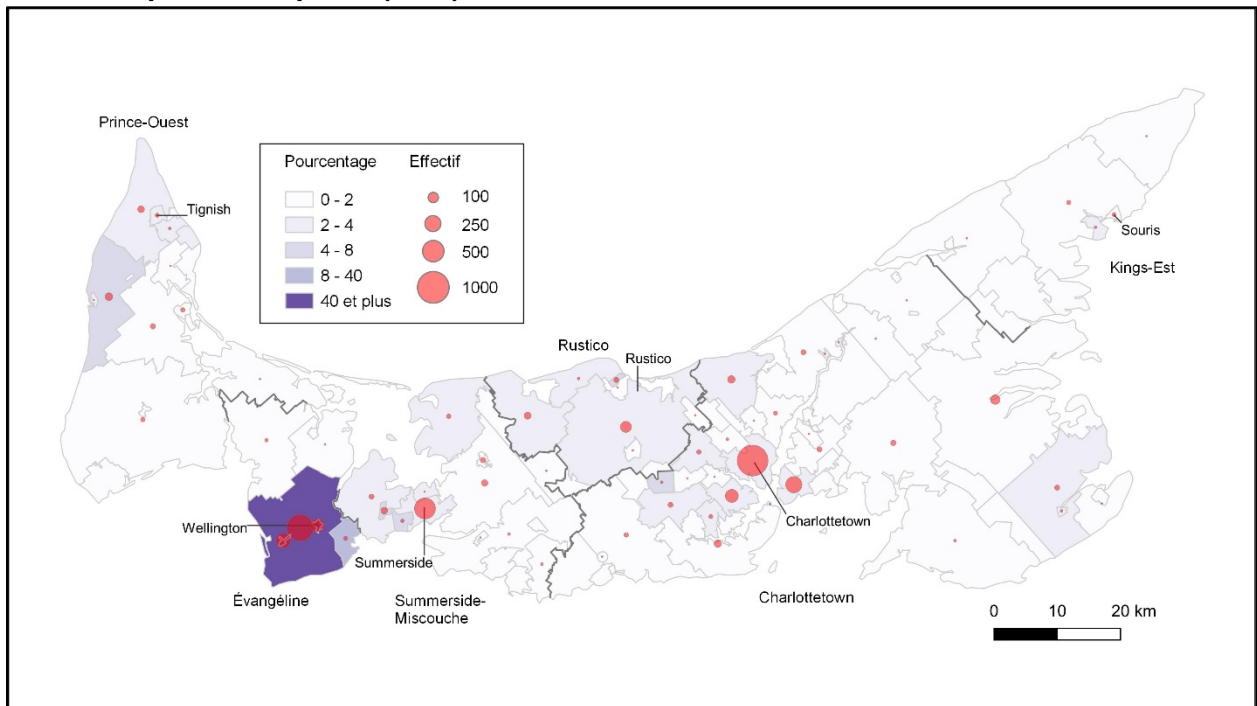 Prince-Ouest
Tignish
Pourcentage
0 - 2
2 - 4
4 - 8
8 - 40
40 et plus
Effectif
100
250
500
1000
Souris
Kings-Est
Rustico
Rustico
Wellington
Évangéline
Summerside
Summerside-
Miscouche
Charlottetown
Charlottetown
0 10 20 km